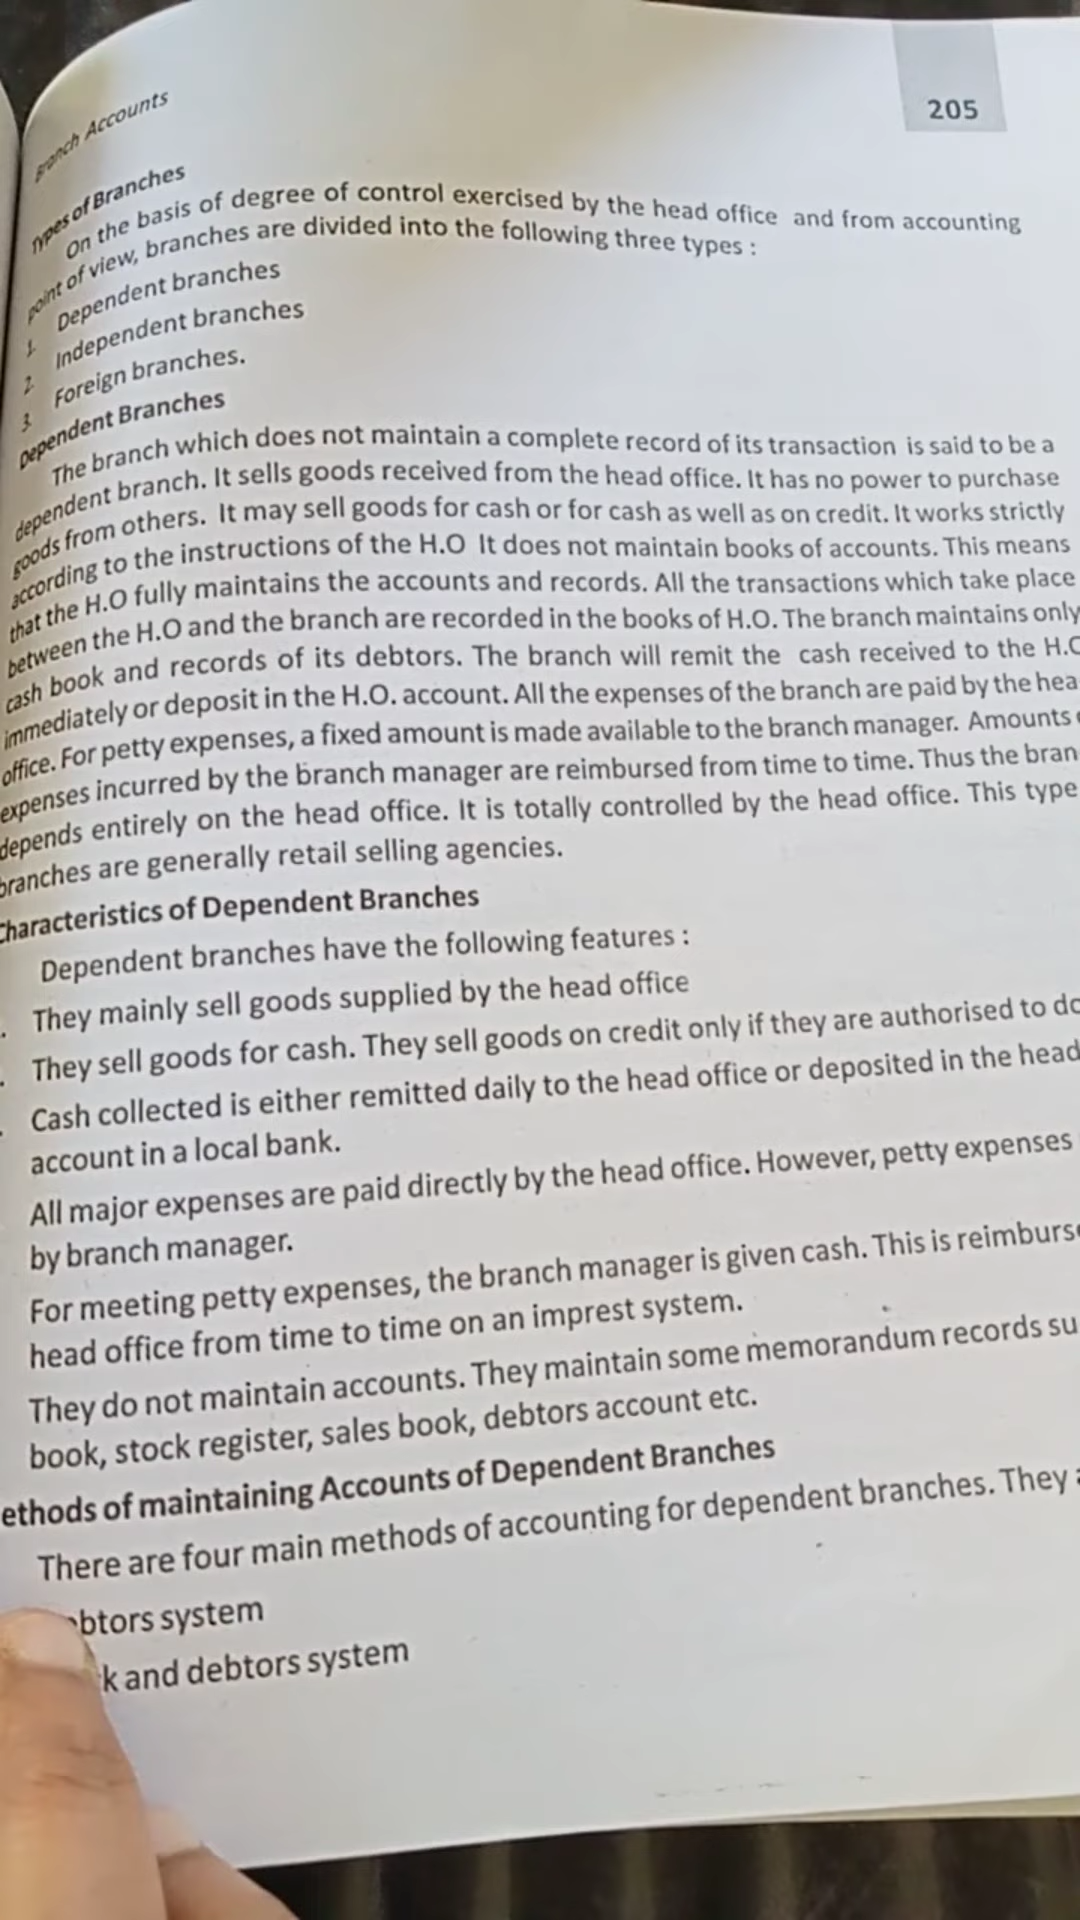 Branch Accounts
205
Types of Branches
On the basis of degree of control exercised by the head office and from accounting
point of view, branches are divided into the following three types :
1. Dependent branches
2. Independent branches
3. Foreign branches.
Dependent Branches
The branch which does not maintain a complete record of its transaction is said to be a
dependent branch. It sells goods received from the head office. It has no power to purchase
goods from others. It may sell goods for cash or for cash as well as on credit. It works strictly
according to the instructions of the H.O It does not maintain books of accounts. This means
that the H.O fully maintains the accounts and records. All the transactions which take place
between the H.O and the branch are recorded in the books of H.O. The branch maintains only
cash book and records of its debtors. The branch will remit the cash received to the H.O
immediately or deposit in the H.O. account. All the expenses of the branch are paid by the hea
office. For petty expenses, a fixed amount is made available to the branch manager. Amounts
expenses incurred by the branch manager are reimbursed from time to time. Thus the bran
depends entirely on the head office. It is totally controlled by the head office. This type
branches are generally retail selling agencies.
Characteristics of Dependent Branches
Dependent branches have the following features :
. They mainly sell goods supplied by the head office
. They sell goods for cash. They sell goods on credit only if they are authorised to do
. Cash collected is either remitted daily to the head office or deposited in the head
account in a local bank.
All major expenses are paid directly by the head office. However, petty expenses
by branch manager.
For meeting petty expenses, the branch manager is given cash. This is reimburse
head office from time to time on an imprest system.
They do not maintain accounts. They maintain some memorandum records su
book, stock register, sales book, debtors account etc.
ethods of maintaining Accounts of Dependent Branches
There are four main methods of accounting for dependent branches. They a
btors system
k and debtors system